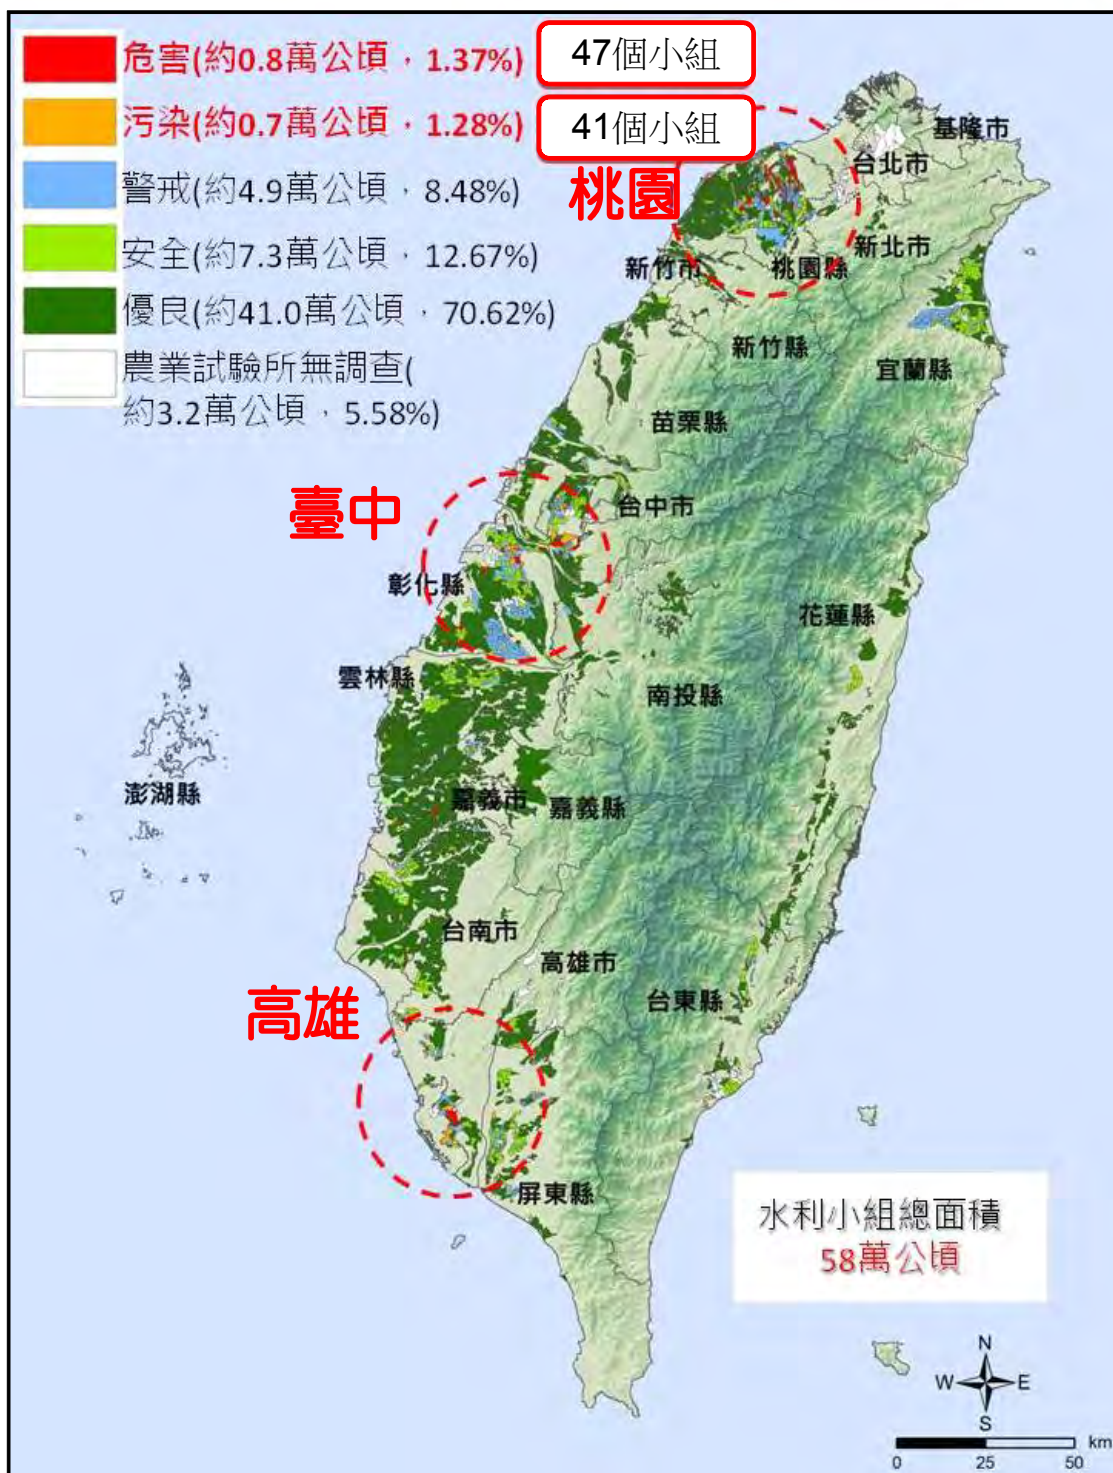 危害(約0.8萬公頃，1.37%)
47個小組
污染(約0.7萬公頃，1.28%)
41個小組
警戒(約4.9萬公頃，8.48%)
安全(約7.3萬公頃，12.67%)
優良(約41.0萬公頃，70.62%)
農業試驗所無調查(
約3.2萬公頃，5.58%)
基隆市
台北市
桃園
新北市
新竹市
桃園縣
新竹縣
宜蘭縣
苗栗縣
臺中
台中市
彰化縣
花蓮縣
雲林縣
南投縣
澎湖縣
嘉義市
嘉義縣
台南市
高雄市
台東縣
高雄
屏東縣
水利小組總面積
58萬公頃
N
W
E
S
km
0
25
50